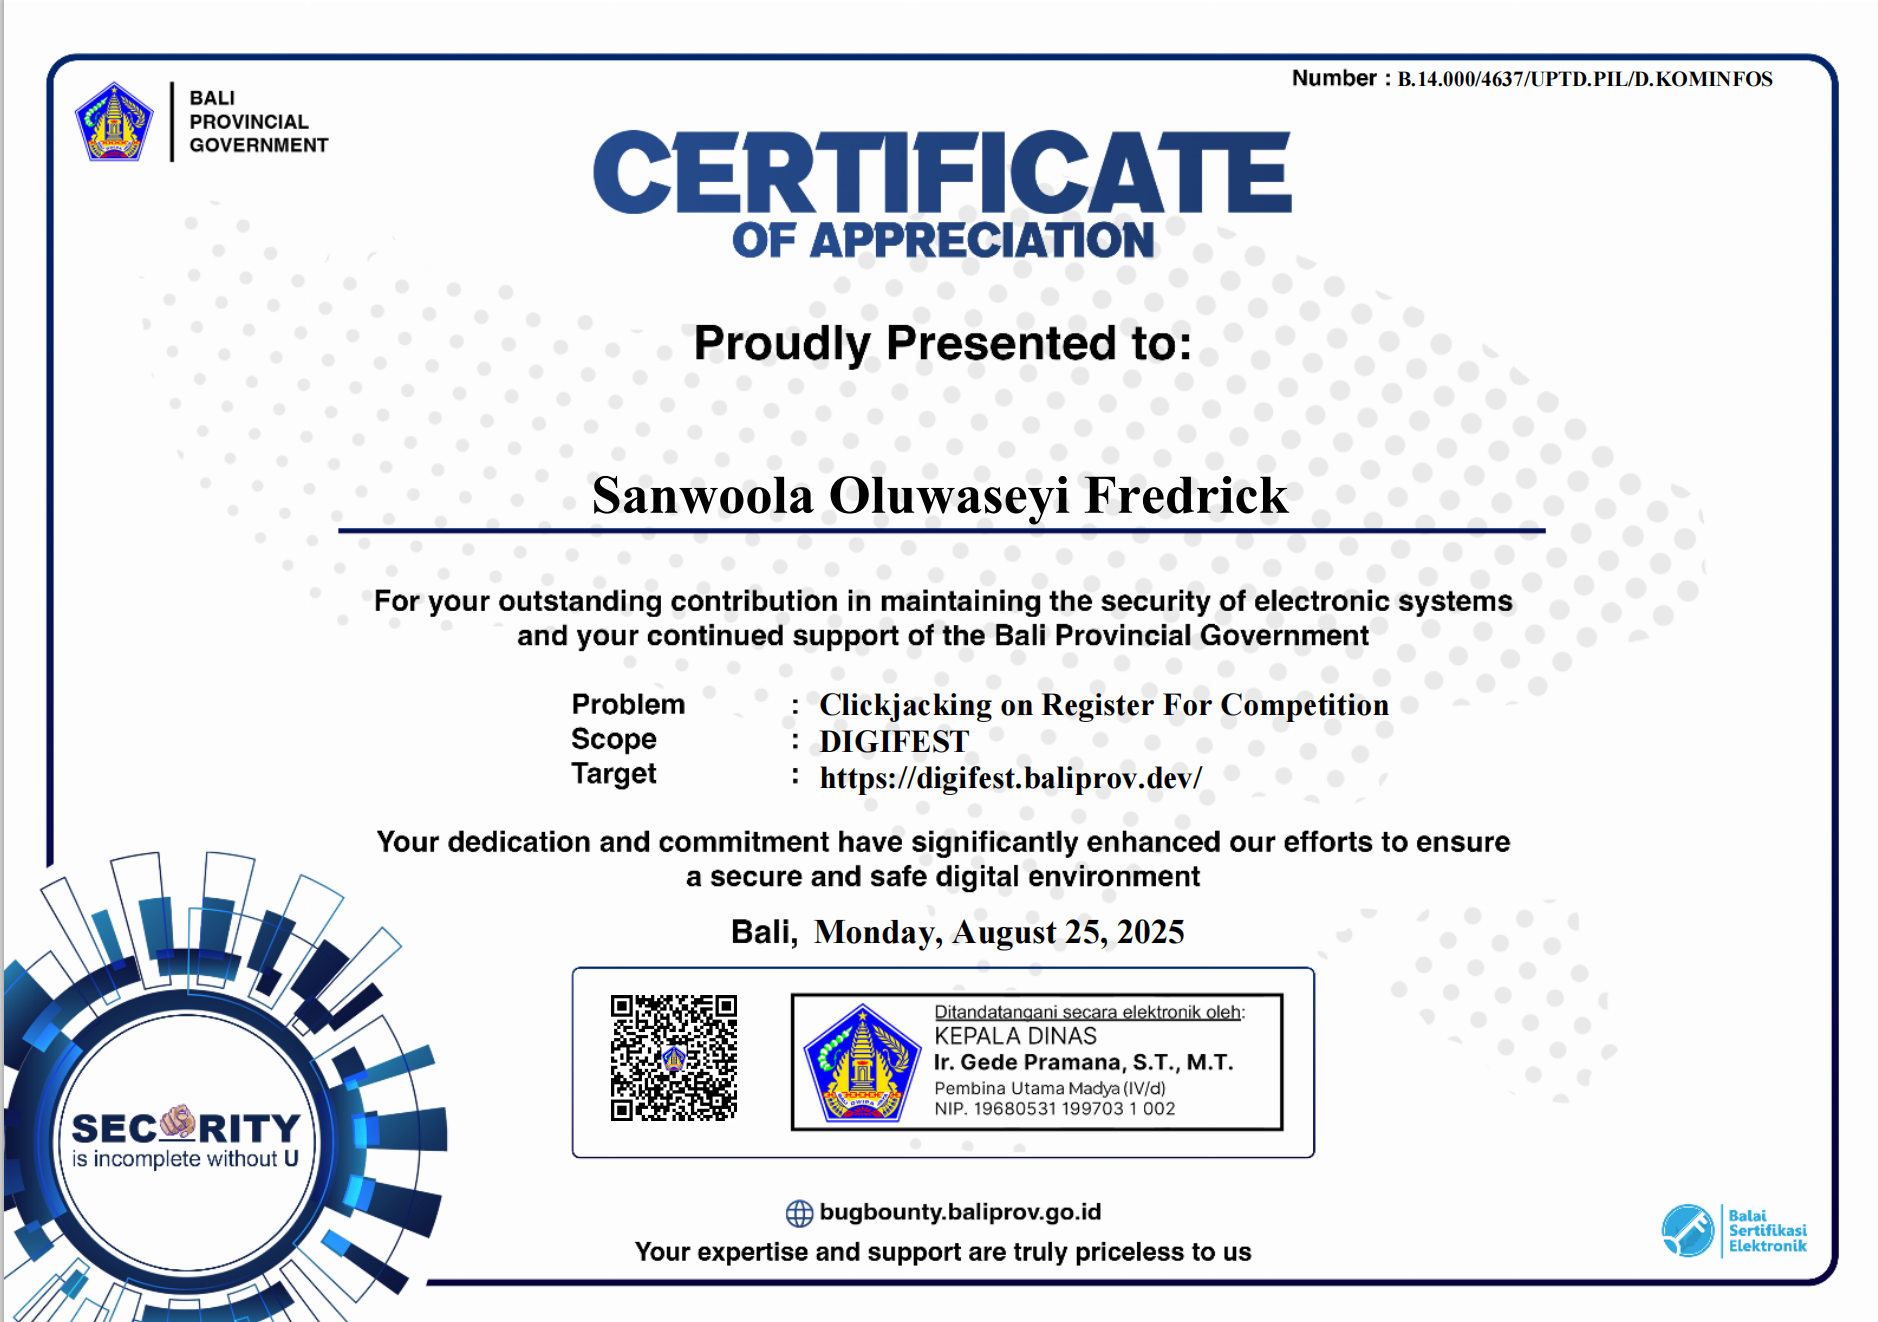 Number : B.14.000/4637/UPTD.PIL/D.KOMINFOS
BALI
PROVINCIAL
GOVERNMENT
CERTIFICATE
OF APPRECIATION
Proudly Presented to:
Sanwoola Oluwaseyi Fredrick
For your outstanding contribution in maintaining the security of electronic systems
and your continued support of the Bali Provincial Government
Problem : Clickjacking on Register For Competition
Scope : DIGIFEST
Target : https://digifest.baliprov.dev/
Your dedication and commitment have significantly enhanced our efforts to ensure
a secure and safe digital environment
Bali, Monday, August 25, 2025
Ditandatangani secara elektronik oleh:
KEPALA DINAS
Ir. Gede Pramana, S.T., M.T.
Pembina Utama Madya (IV/d)
NIP. 19680531 199703 1 002
SEC RITY
is incomplete without U
bugbounty.baliprov.go.id
Your expertise and support are truly priceless to us
Balai
Sertifikasi
Elektronik